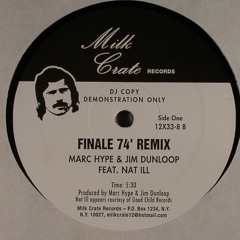 Milk
Crate
RECORDS
DJ COPY
DEMONSTRATION ONLY
Side One
12X33-8 B
FINALE 74' REMIX
MARC HYPE & JIM DUNLOOP
FEAT. NAT ILL
Time: 5:30
Produced by Marc Hype & Jim Dunloop
Nat Ill appears courtesy of Good Child Records
Milk Crate Records – P.O. Box 1234, N.Y.
N.Y. 10027, milkcrate12@hotmail.com